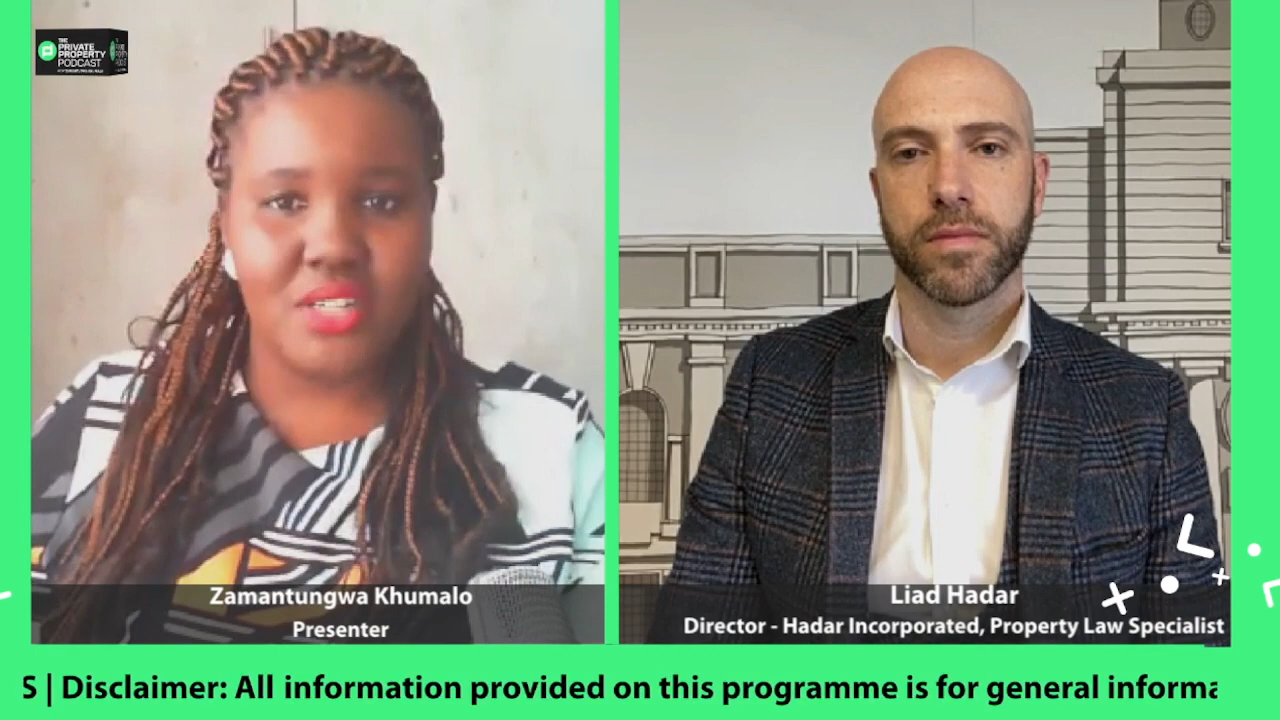 THE
PRIVATE
PROPERTY
PODCAST
Zamantungwa Khumalo
Presenter
Liad Hadar
Director - Hadar Incorporated, Property Law Specialist
S | Disclaimer: All information provided on this programme is for general informa